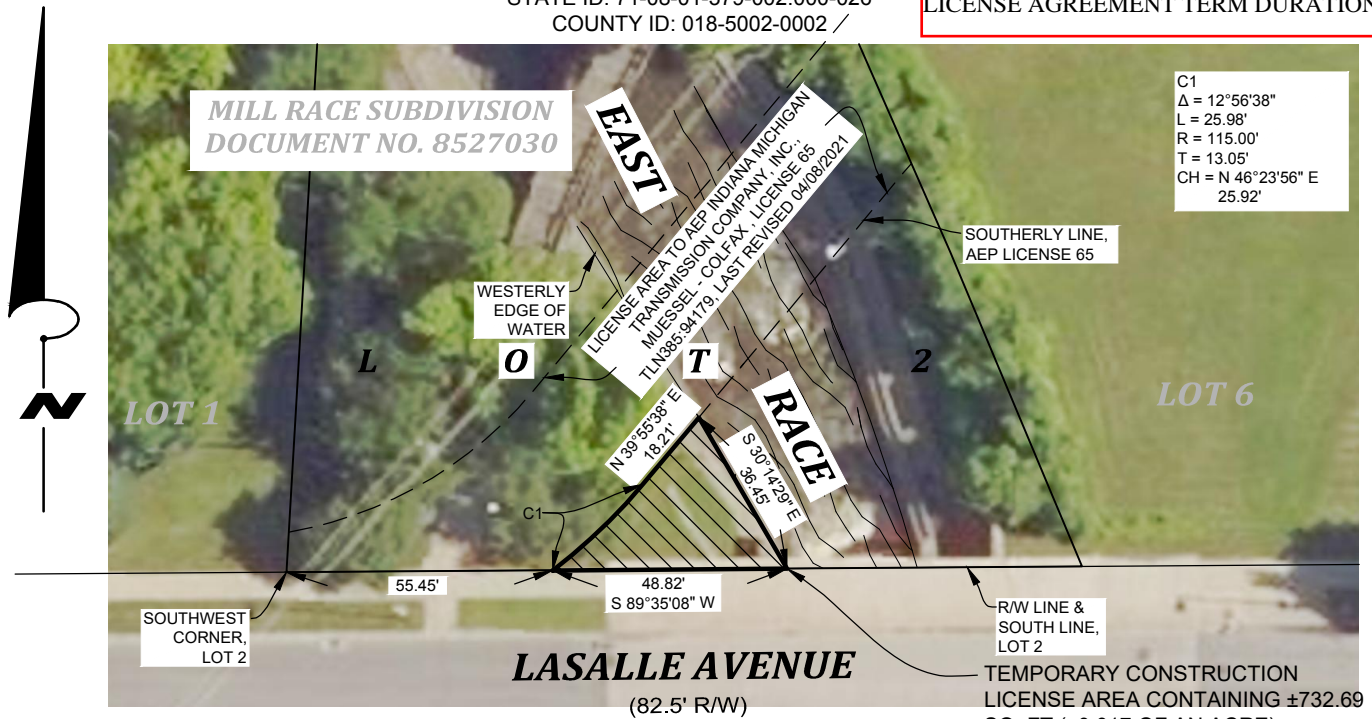 COUNTY ID: 018-5002-0002
LICENSE AGREEMENT TERM DURATION
MILL RACE SUBDIVISION
DOCUMENT NO. 8527030
EAST
LICENSE AREA TO AEP INDIANA MICHIGAN
TRANSMISSION COMPANY, INC.,
MUESSEL - COLFAX , LICENSE 65
TLN385:94179, LAST REVISED 04/08/2021
C1
Δ = 12°56'38"
L = 25.98'
R = 115.00'
T = 13.05'
CH = N 46°23'56" E
25.92'
SOUTHERLY LINE,
AEP LICENSE 65
WESTERLY
EDGE OF
WATER
L O T 2
N
LOT 1
LOT 6
RACE
N 39°55'38" E
18.21'
S 30°14'29" E
36.45'
C1
55.45'
48.82'
S 89°35'08" W
SOUTHWEST
CORNER,
LOT 2
R/W LINE &
SOUTH LINE,
LOT 2
LASALLE AVENUE
(82.5' R/W)
TEMPORARY CONSTRUCTION
LICENSE AREA CONTAINING ±732.69